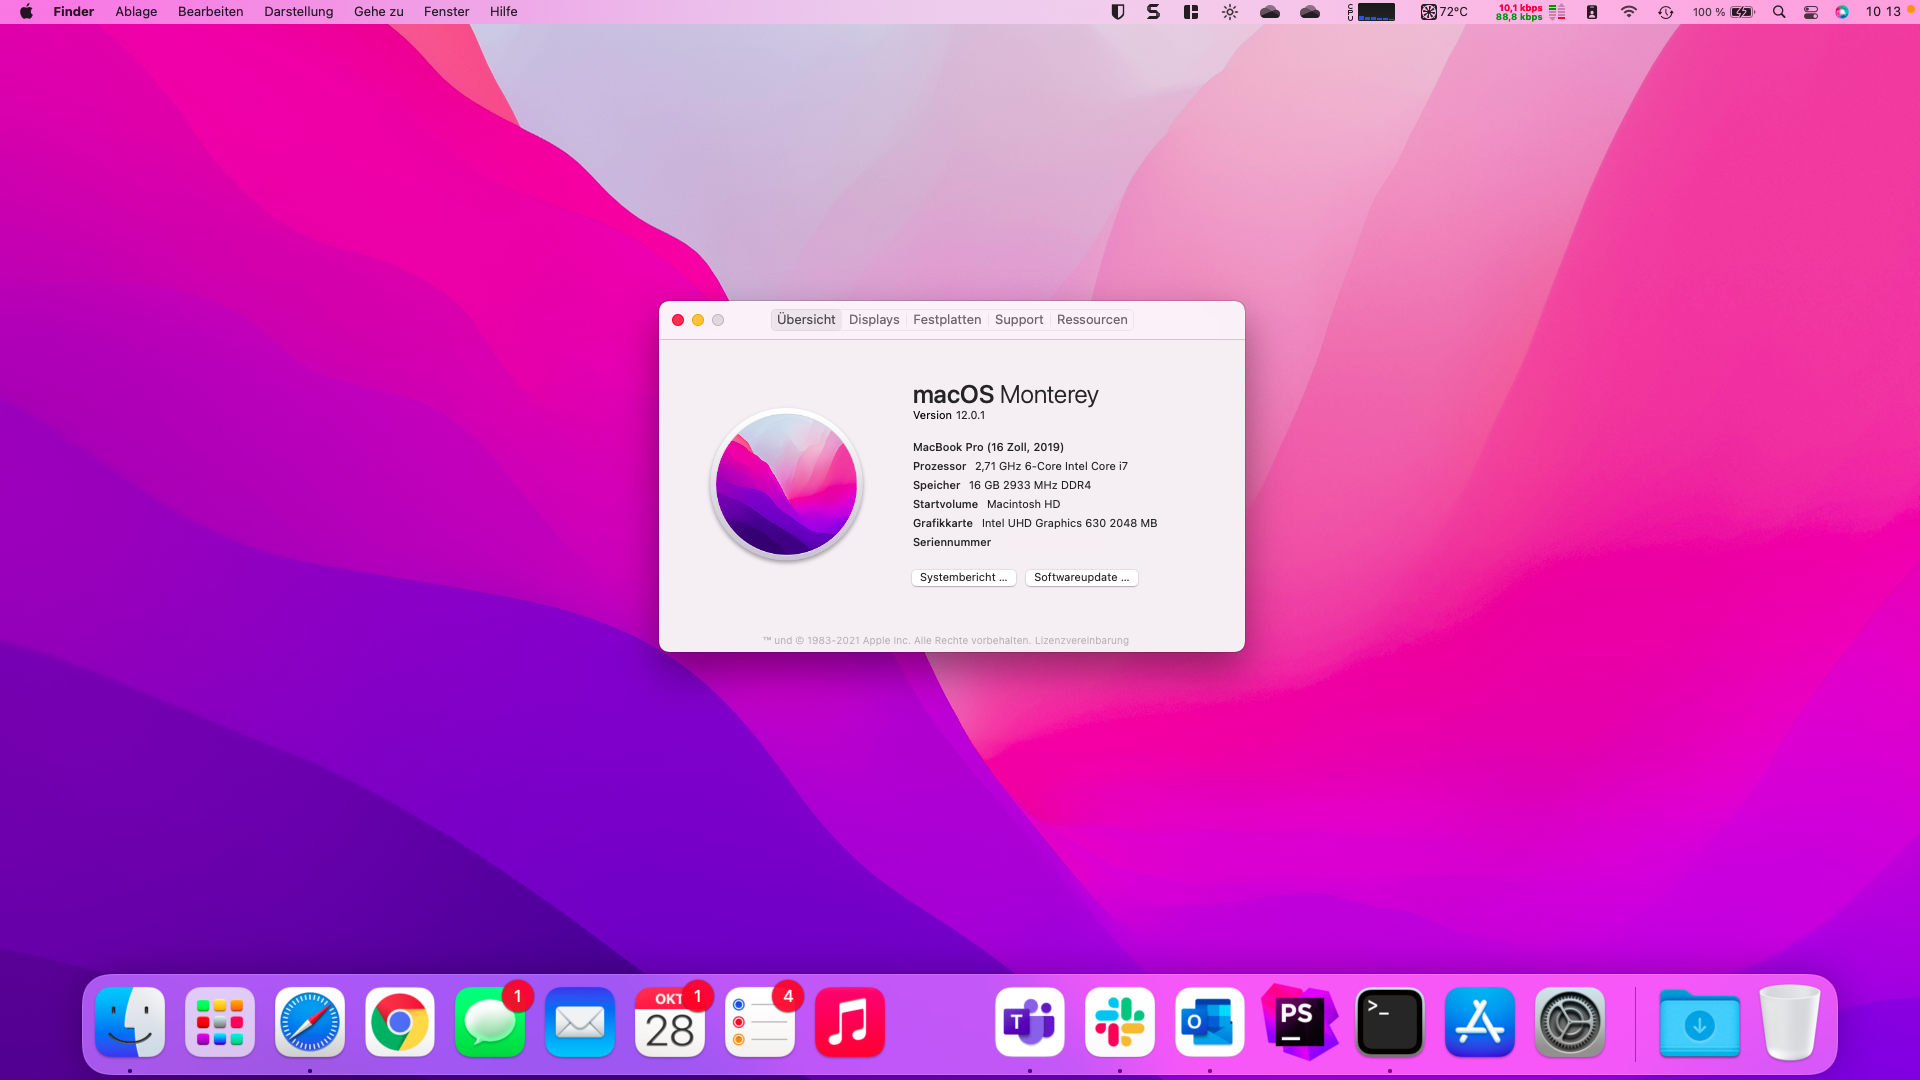 Finder Ablage Bearbeiten Darstellung Gehe zu Fenster Hilfe
CPU 72°C 10,1 kbps 100 % 10 13
88,8 kbps
Übersicht Displays Festplatten Support Ressourcen
macOS Monterey
Version 12.0.1
MacBook Pro (16 Zoll, 2019)
Prozessor 2,71 GHz 6-Core Intel Core i7
Speicher 16 GB 2933 MHz DDR4
Startvolume Macintosh HD
Grafikkarte Intel UHD Graphics 630 2048 MB
Seriennummer
Systembericht ... Softwareupdate ...
™ und © 1983-2021 Apple Inc. Alle Rechte vorbehalten. Lizenzvereinbarung
1
OKT 1
28
4
T
O
PS
>_